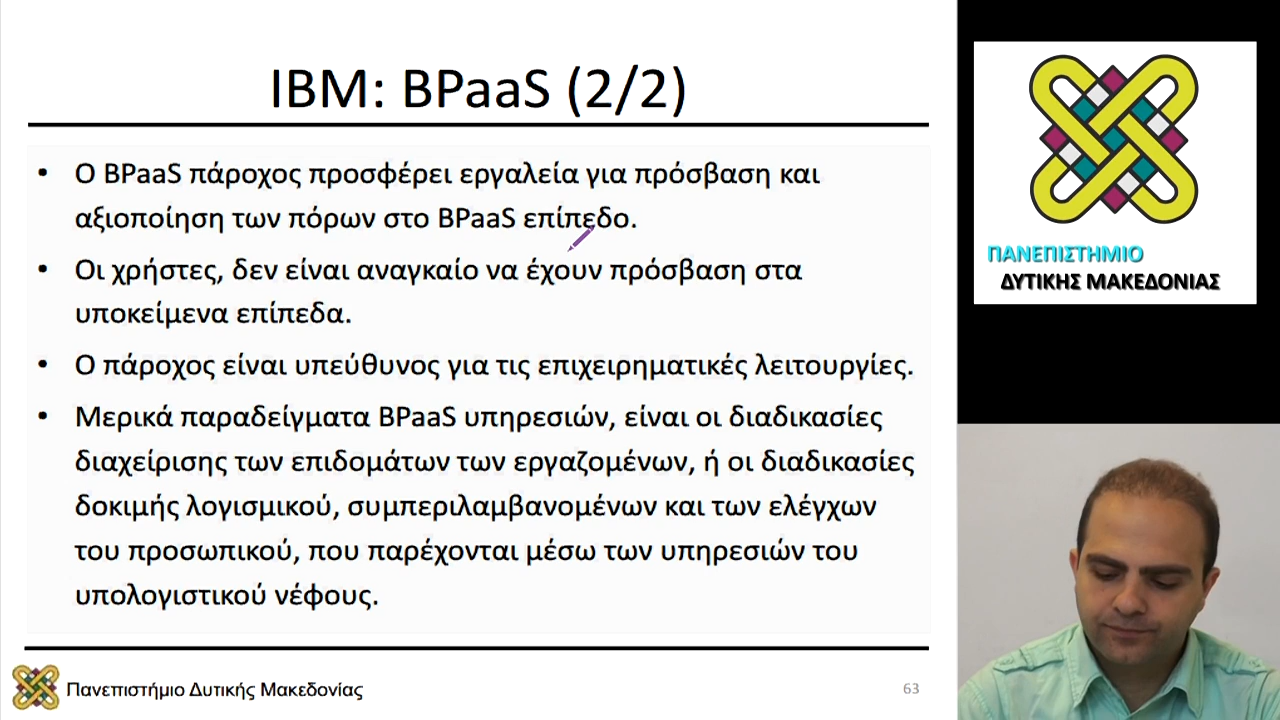 IBM: BPaaS (2/2)
• Ο BPaaS πάροχος προσφέρει εργαλεία για πρόσβαση και
αξιοποίηση των πόρων στο BPaaS επίπεδο.
• Οι χρήστες, δεν είναι αναγκαίο να έχουν πρόσβαση στα
υποκείμενα επίπεδα.
• Ο πάροχος είναι υπεύθυνος για τις επιχειρηματικές λειτουργίες.
• Μερικά παραδείγματα BPaaS υπηρεσιών, είναι οι διαδικασίες
διαχείρισης των επιδομάτων των εργαζομένων, ή οι διαδικασίες
δοκιμής λογισμικού, συμπεριλαμβανομένων και των ελέγχων
του προσωπικού, που παρέχονται μέσω των υπηρεσιών του
υπολογιστικού νέφους.
Πανεπιστήμιο Δυτικής Μακεδονίας
63
ΠΑΝΕΠΙΣΤΗΜΙΟ
ΔΥΤΙΚΗΣ ΜΑΚΕΔΟΝΙΑΣ